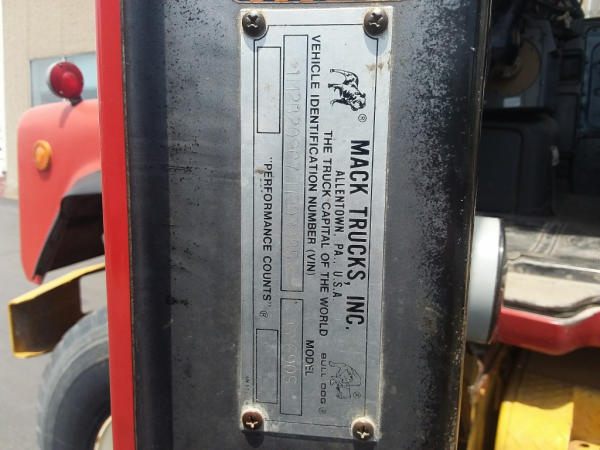 MACK TRUCKS, INC.
ALLENTOWN, PA. U.S.A
THE TRUCK CAPITAL OF THE WORLD
BULL DOG ®
VEHICLE IDENTIFICATION NUMBER (VIN)
MODEL
"PERFORMANCE COUNTS" ®